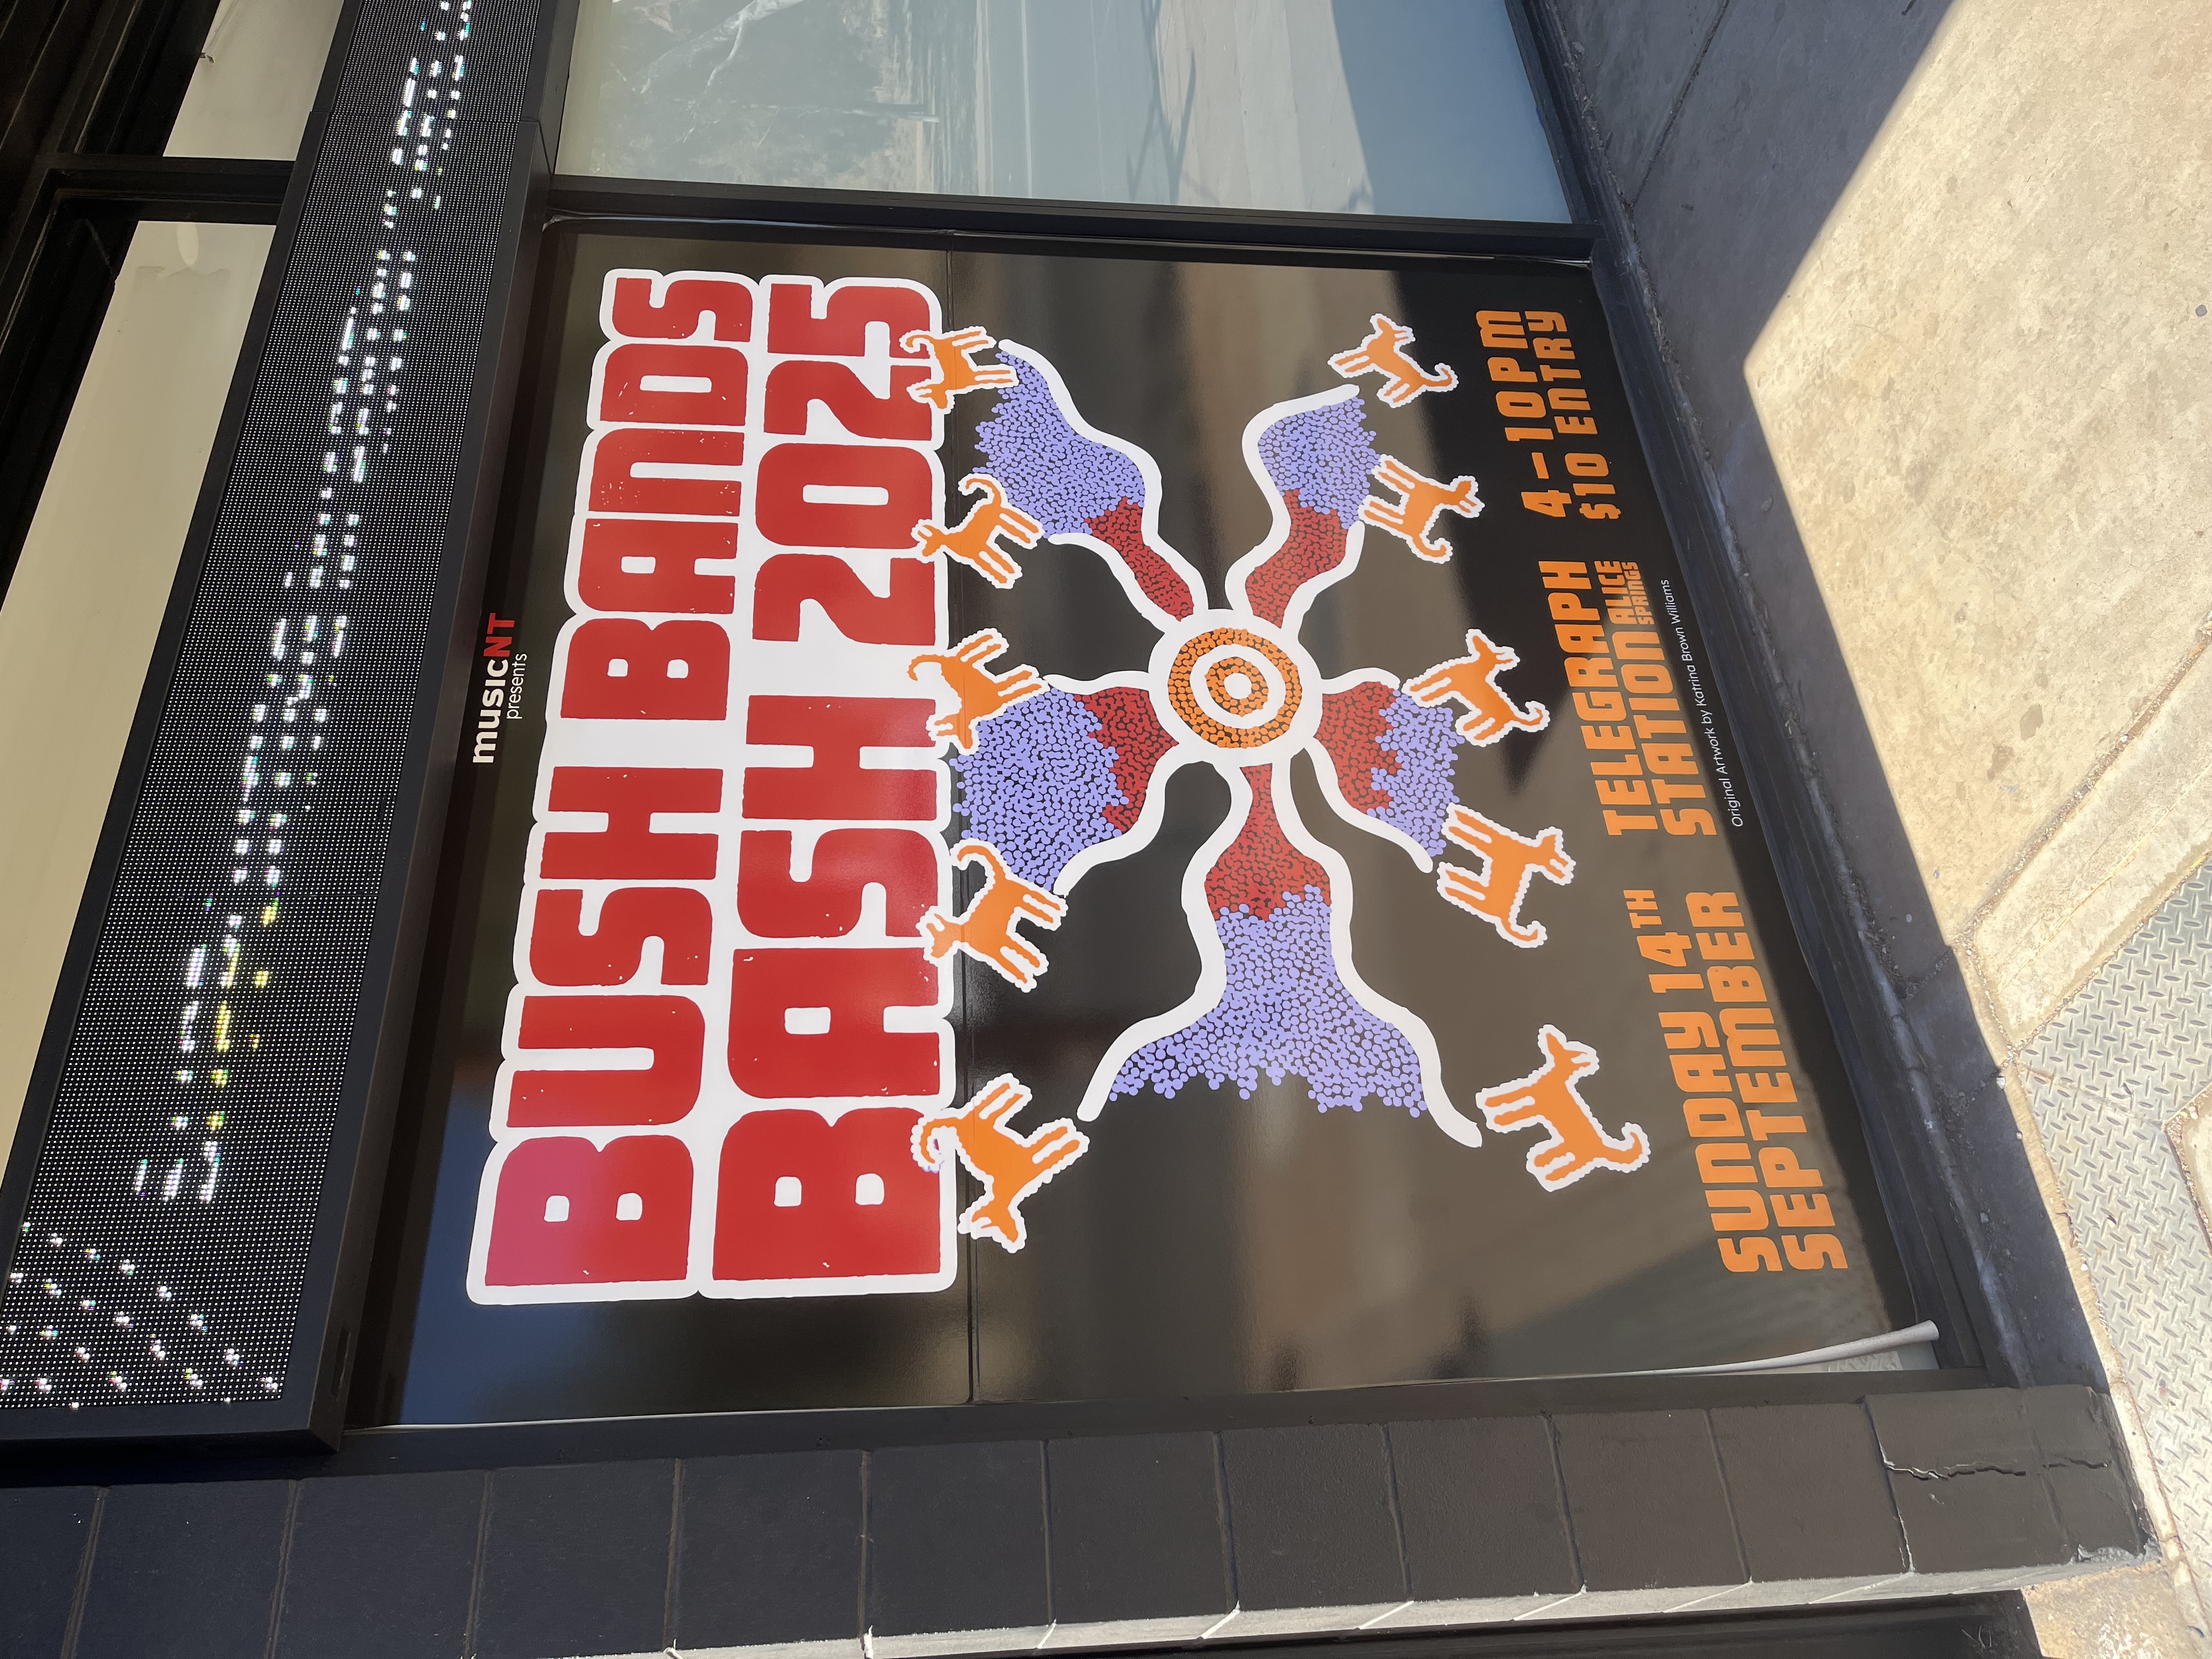 musicNT
presents
BUSH BANDS
BASH 2025
SUNDAY 14TH
SEPTEMBER
TELEGRAPH
STATION ALICE
SPRINGS
4-10PM
$10 ENTRY
Original Artwork by Katrina Brown Williams